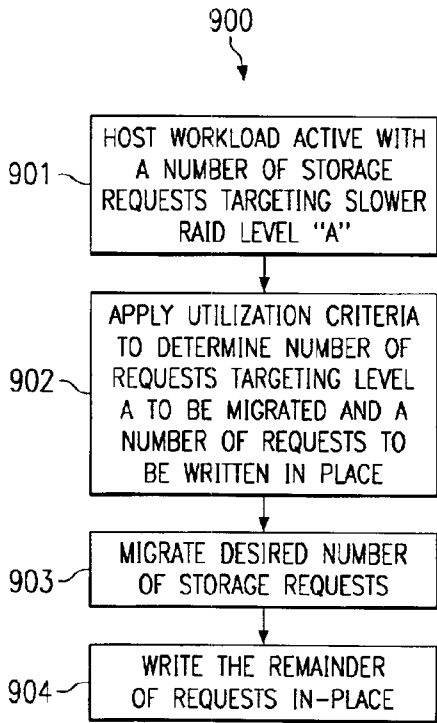 900
901
HOST WORKLOAD ACTIVE WITH
A NUMBER OF STORAGE
REQUESTS TARGETING SLOWER
RAID LEVEL "A"
902
APPLY UTILIZATION CRITERIA
TO DETERMINE NUMBER OF
REQUESTS TARGETING LEVEL
A TO BE MIGRATED AND A
NUMBER OF REQUESTS TO
BE WRITTEN IN PLACE
903
MIGRATE DESIRED NUMBER
OF STORAGE REQUESTS
904
WRITE THE REMAINDER
OF REQUESTS IN-PLACE